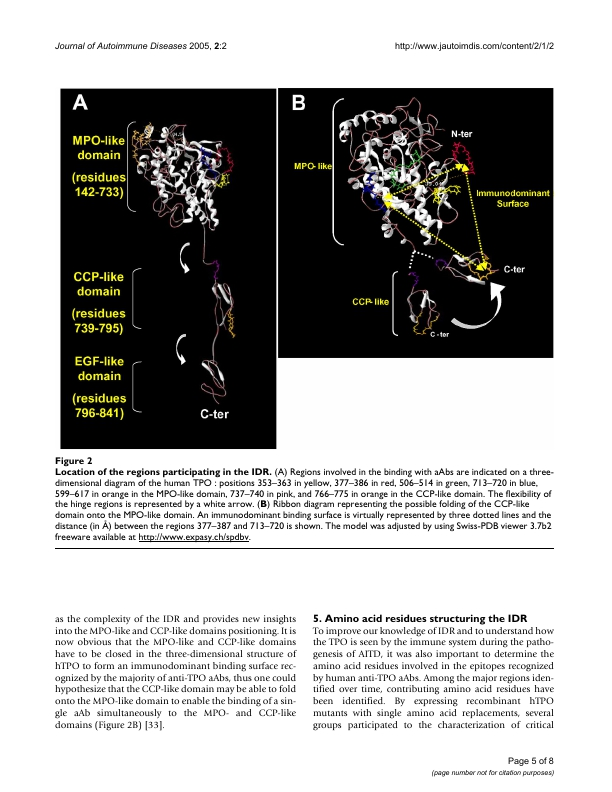 Journal of Autoimmune Diseases 2005, 2:2
http://www.jautoimdis.com/content/2/1/2
A
MPO-like
domain
(residues
142-733)
CCP-like
domain
(residues
739-795)
EGF-like
domain
(residues
796-841)
C-ter
B
N-ter
MPO- like
Immunodominant
Surface
C-ter
CCP- like
C - ter
Figure 2
Location of the regions participating in the IDR. (A) Regions involved in the binding with aAbs are indicated on a three-
dimensional diagram of the human TPO : positions 353–363 in yellow, 377–386 in red, 506–514 in green, 713–720 in blue,
599–617 in orange in the MPO-like domain, 737–740 in pink, and 766–775 in orange in the CCP-like domain. The flexibility of
the hinge regions is represented by a white arrow. (B) Ribbon diagram representing the possible folding of the CCP-like
domain onto the MPO-like domain. An immunodominant binding surface is virtually represented by three dotted lines and the
distance (in Å) between the regions 377–387 and 713–720 is shown. The model was adjusted by using Swiss-PDB viewer 3.7b2
freeware available at http://www.expasy.ch/spdbv.
as the complexity of the IDR and provides new insights
into the MPO-like and CCP-like domains positioning. It is
now obvious that the MPO-like and CCP-like domains
have to be closed in the three-dimensional structure of
hTPO to form an immunodominant binding surface rec-
ognized by the majority of anti-TPO aAbs, thus one could
hypothesize that the CCP-like domain may be able to fold
onto the MPO-like domain to enable the binding of a sin-
gle aAb simultaneously to the MPO- and CCP-like
domains (Figure 2B) [33].
5. Amino acid residues structuring the IDR
To improve our knowledge of IDR and to understand how
the TPO is seen by the immune system during the patho-
genesis of AITD, it was also important to determine the
amino acid residues involved in the epitopes recognized
by human anti-TPO aAbs. Among the major regions iden-
tified over time, contributing amino acid residues have
been identified. By expressing recombinant hTPO
mutants with single amino acid replacements, several
groups participated to the characterization of critical
Page 5 of 8
(page number not for citation purposes)